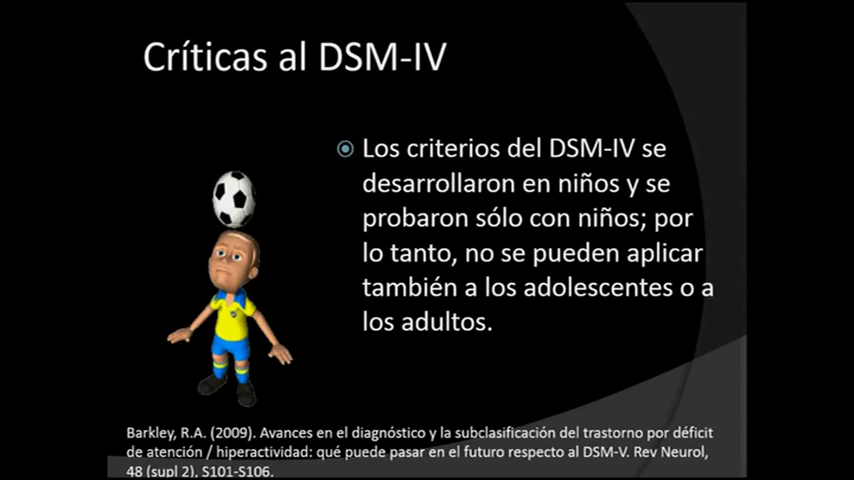 Críticas al DSM-IV
Los criterios del DSM-IV se
desarrollaron en niños y se
probaron sólo con niños; por
lo tanto, no se pueden aplicar
también a los adolescentes o a
los adultos.
Barkley, R.A. (2009). Avances en el diagnóstico y la subclasificación del trastorno por déficit
de atención / hiperactividad: qué puede pasar en el futuro respecto al DSM-V. Rev Neurol,
48 (supl 2), S101-S106.